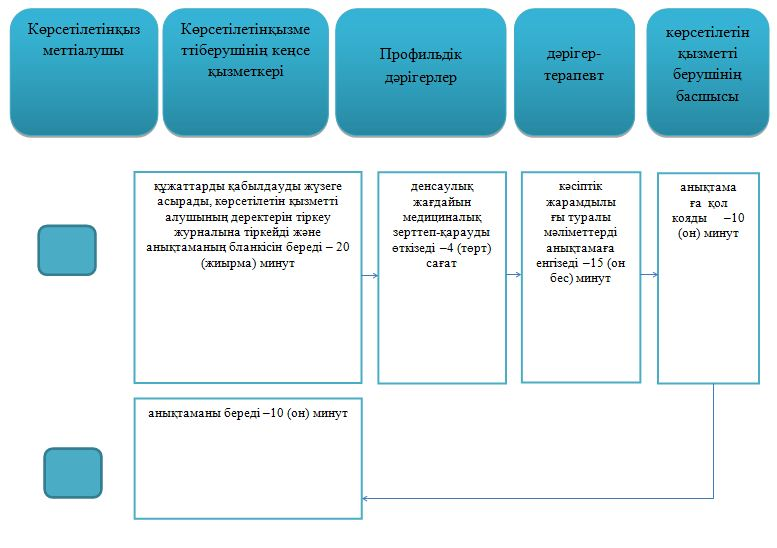 Көрсетілетінқыз
меттіалушы
Көрсетілетінқызме
ттіберушінің кеңсе
қызметкері
Профильдік
дәрігерлер
дәрігер-
терапевт
көрсетілетін
қызметті
берушінің
басшысы
құжаттарды қабылдауды жүзеге
асырады, көрсетілетін қызметті
алушының деректерін тіркеу
журналына тіркейді және
анықтаманың бланкісін береді – 20
(жиырма) минут
денсаулық
жағдайын
медициналық
зерттеп-қарауды
өткізеді –4 (төрт)
сағат
кәсіптік
жарамдылы
ғы туралы
мәліметтерді
анықтамаға
енгізеді –15 (он
бес) минут
анықтама
ға қол
қояды –10
(он) минут
анықтаманы береді –10 (он) минут